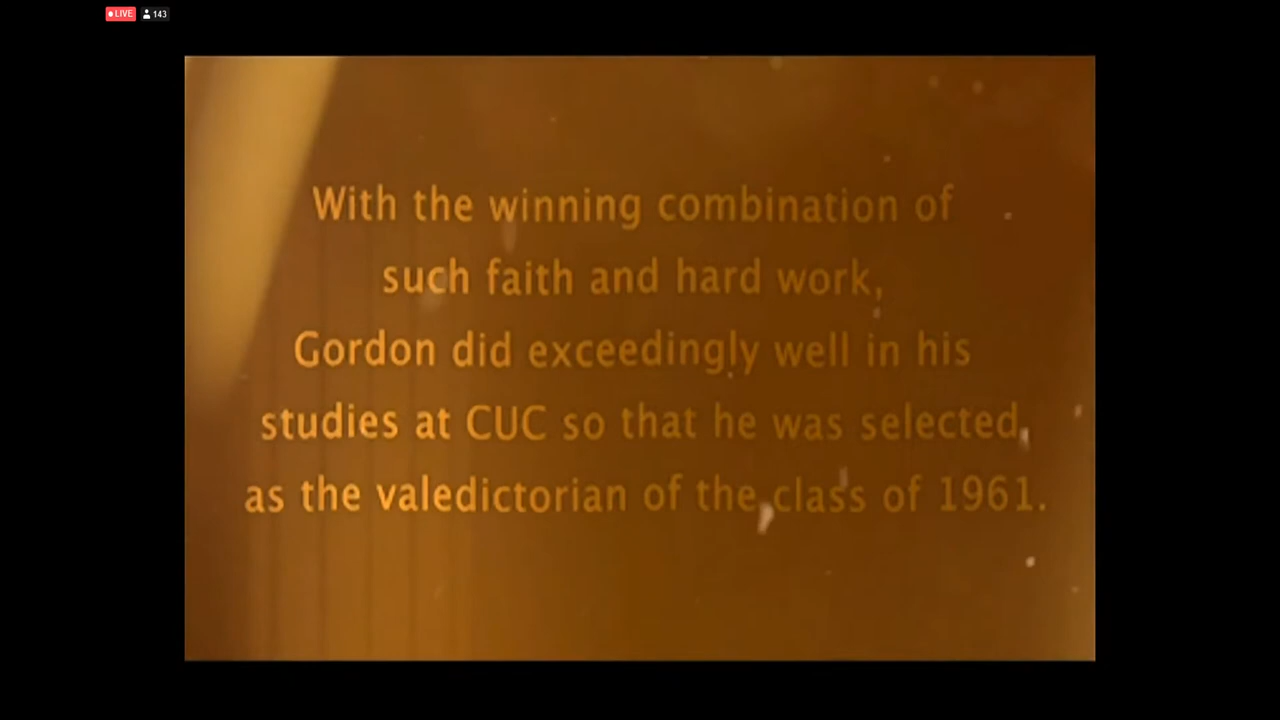 LIVE 143
With the winning combination of
such faith and hard work,
Gordon did exceedingly well in his
studies at CUC so that he was selected
as the valedictorian of the class of 1961.